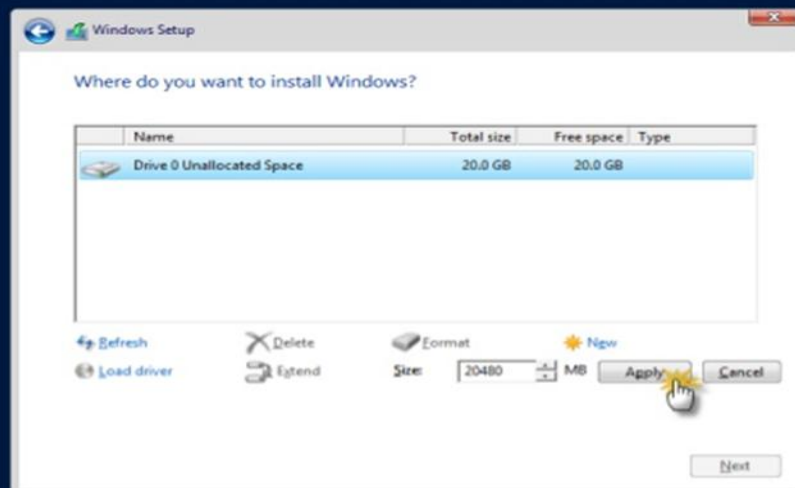 Windows Setup
Where do you want to install Windows?
Name Total size Free space Type
Drive 0 Unallocated Space 20.0 GB 20.0 GB
Refresh Delete Format New
Load driver Extend Size: 20480 MB Apply Cancel
Next